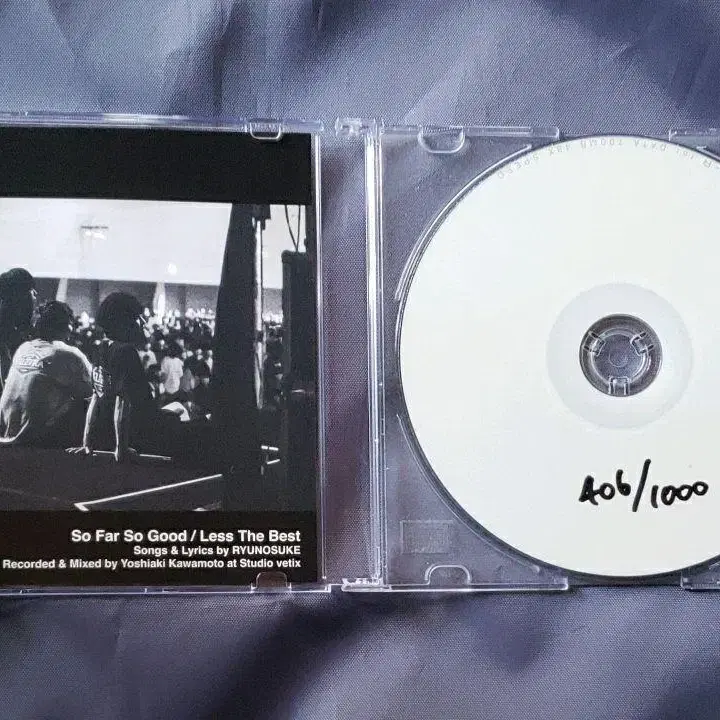 So Far So Good / Less The Best
Songs & Lyrics by RYUNOSUKE
Recorded & Mixed by Yoshiaki Kawamoto at Studio vetix
406/1000